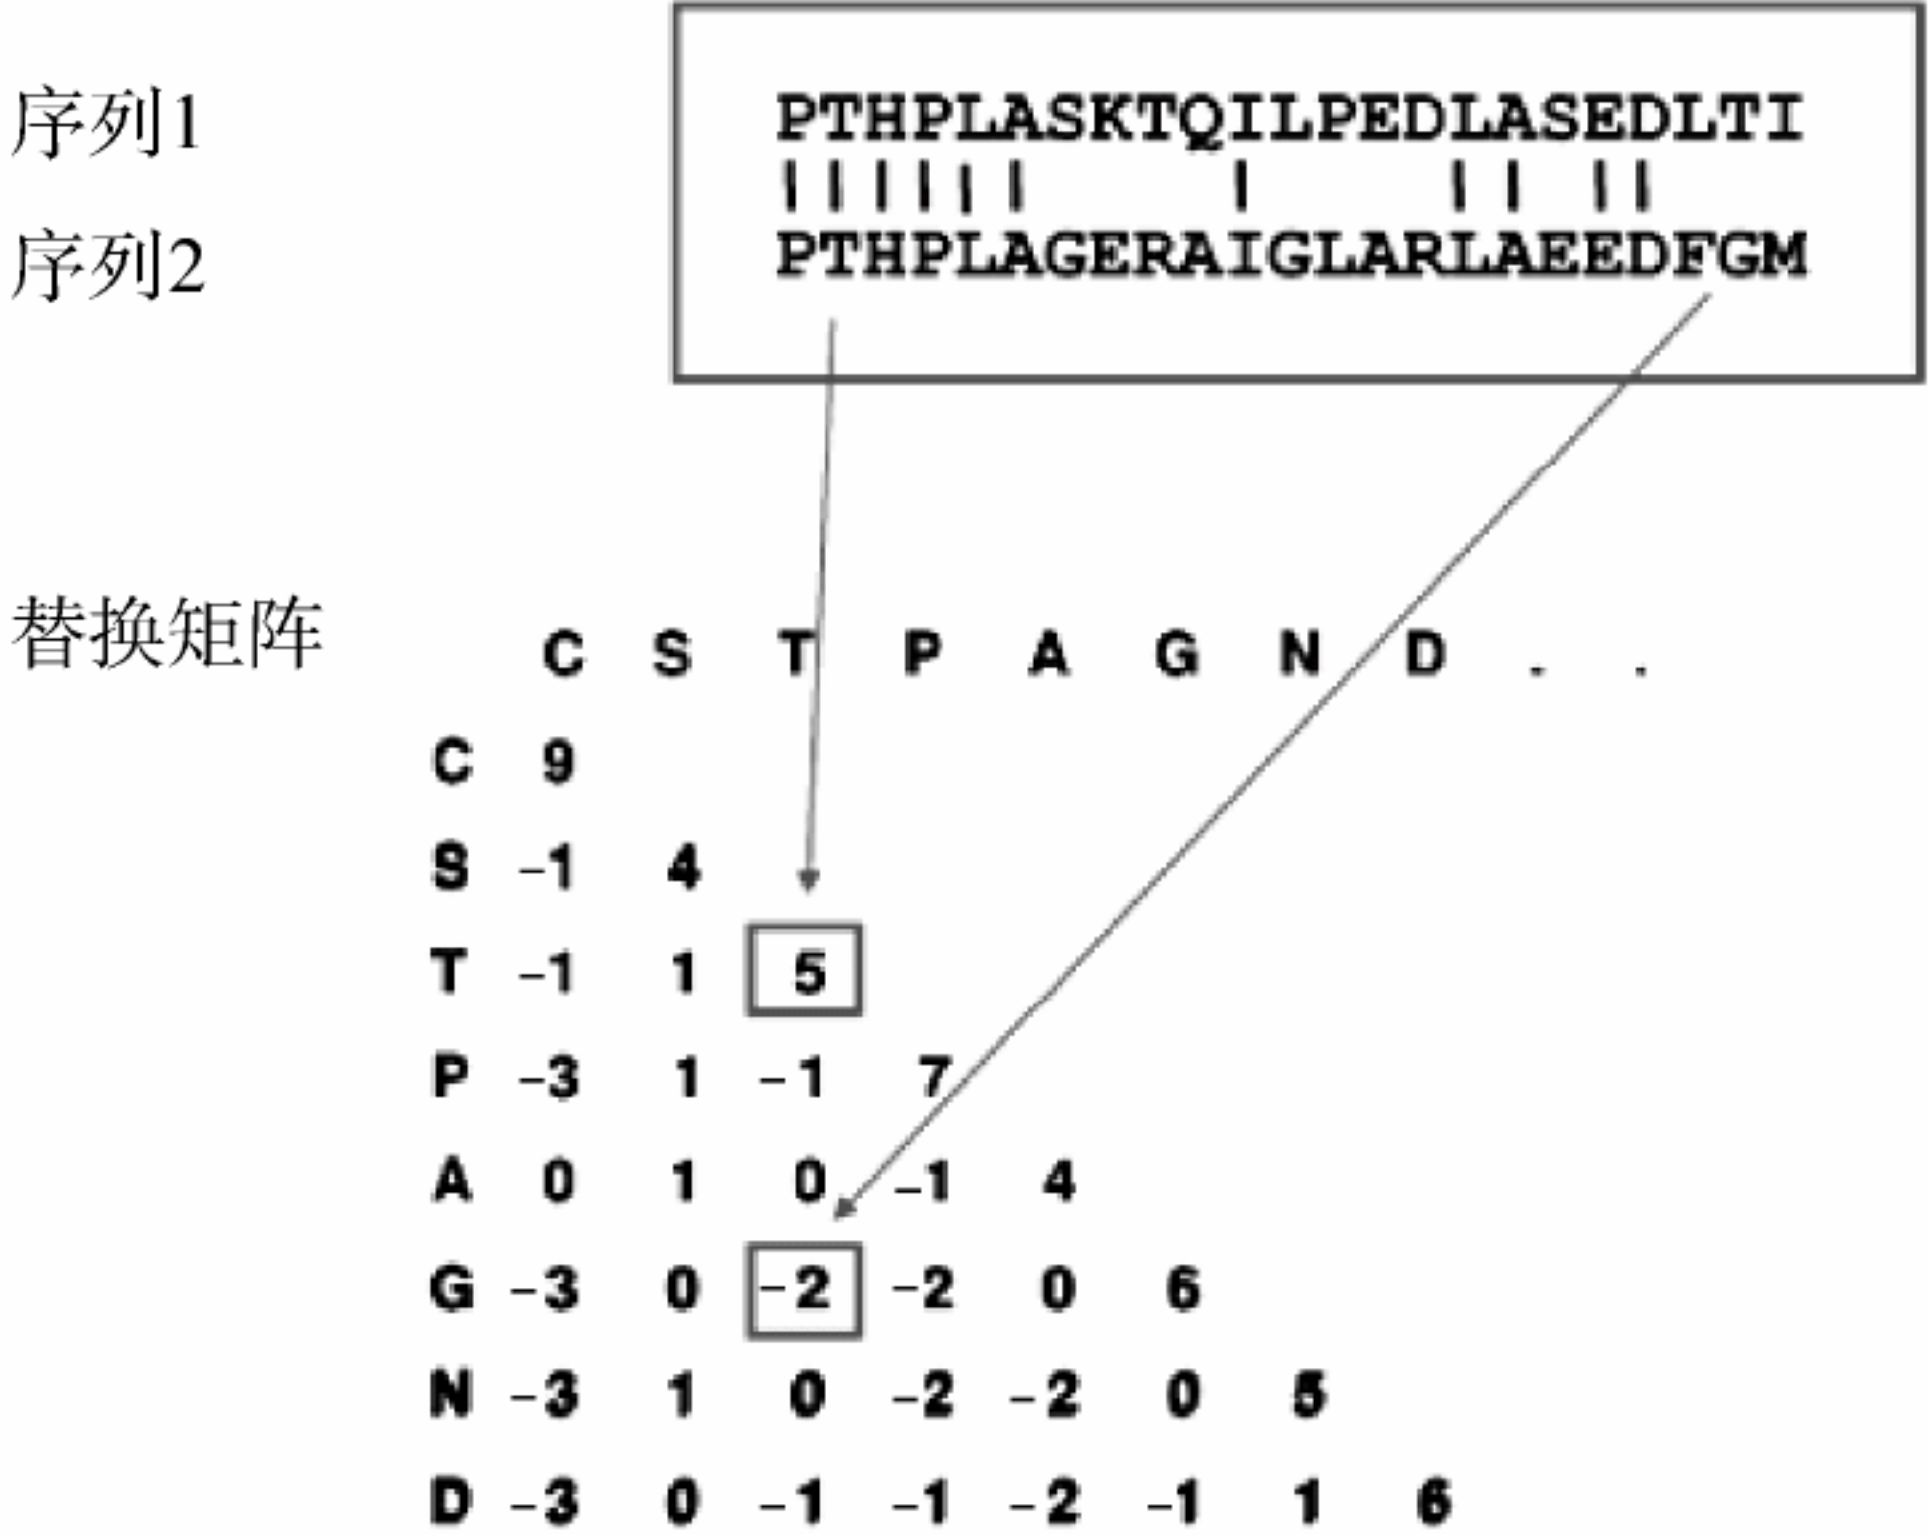 序列1 PTHPLASKTQILPEDLASEDLTI
序列2 PTHPLAGERAIGLARLAEEDFGM
替换矩阵 C S T P A G N D . .
C 9
S -1 4
T -1 1 5
P -3 1 -1 7
A 0 1 0 -1 4
G -3 0 -2 -2 0 6
N -3 1 0 -2 -2 0 5
D -3 0 -1 -1 -2 -1 1 6